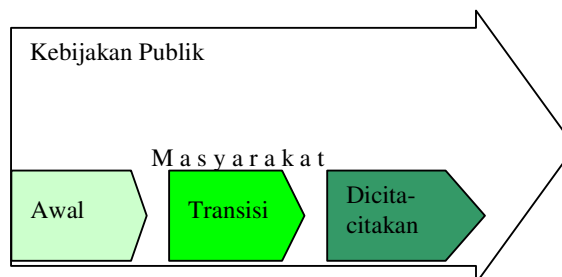 Kebijakan Publik
M a s y a r a k a t
Awal
Transisi
Dicita-
citakan